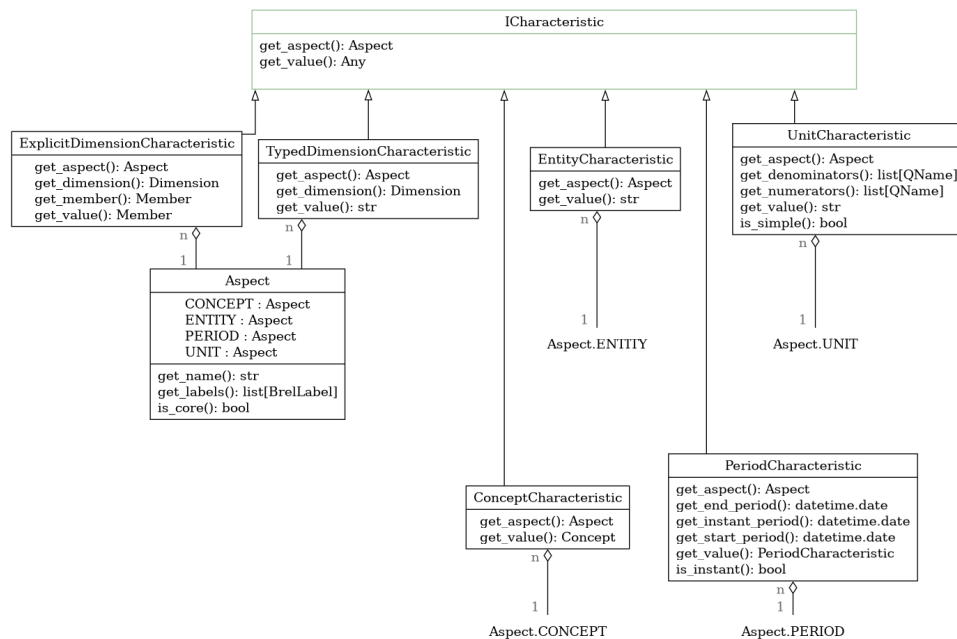 ICharacteristic
get_aspect(): Aspect
get_value(): Any
ExplicitDimensionCharacteristic
get_aspect(): Aspect
get_dimension(): Dimension
get_member(): Member
get_value(): Member
TypedDimensionCharacteristic
get_aspect(): Aspect
get_dimension(): Dimension
get_value(): str
EntityCharacteristic
get_aspect(): Aspect
get_value(): str
UnitCharacteristic
get_aspect(): Aspect
get_denominators(): list[QName]
get_numerators(): list[QName]
get_value(): str
is_simple(): bool
n
1
n
1
n
1
n
1
Aspect
CONCEPT : Aspect
ENTITY : Aspect
PERIOD : Aspect
UNIT : Aspect
get_name(): str
get_labels(): list[BrelLabel]
is_core(): bool
Aspect.ENTITY
Aspect.UNIT
ConceptCharacteristic
get_aspect(): Aspect
get_value(): Concept
n
1
Aspect.CONCEPT
PeriodCharacteristic
get_aspect(): Aspect
get_end_period(): datetime.date
get_instant_period(): datetime.date
get_start_period(): datetime.date
get_value(): PeriodCharacteristic
is_instant(): bool
n
1
Aspect.PERIOD